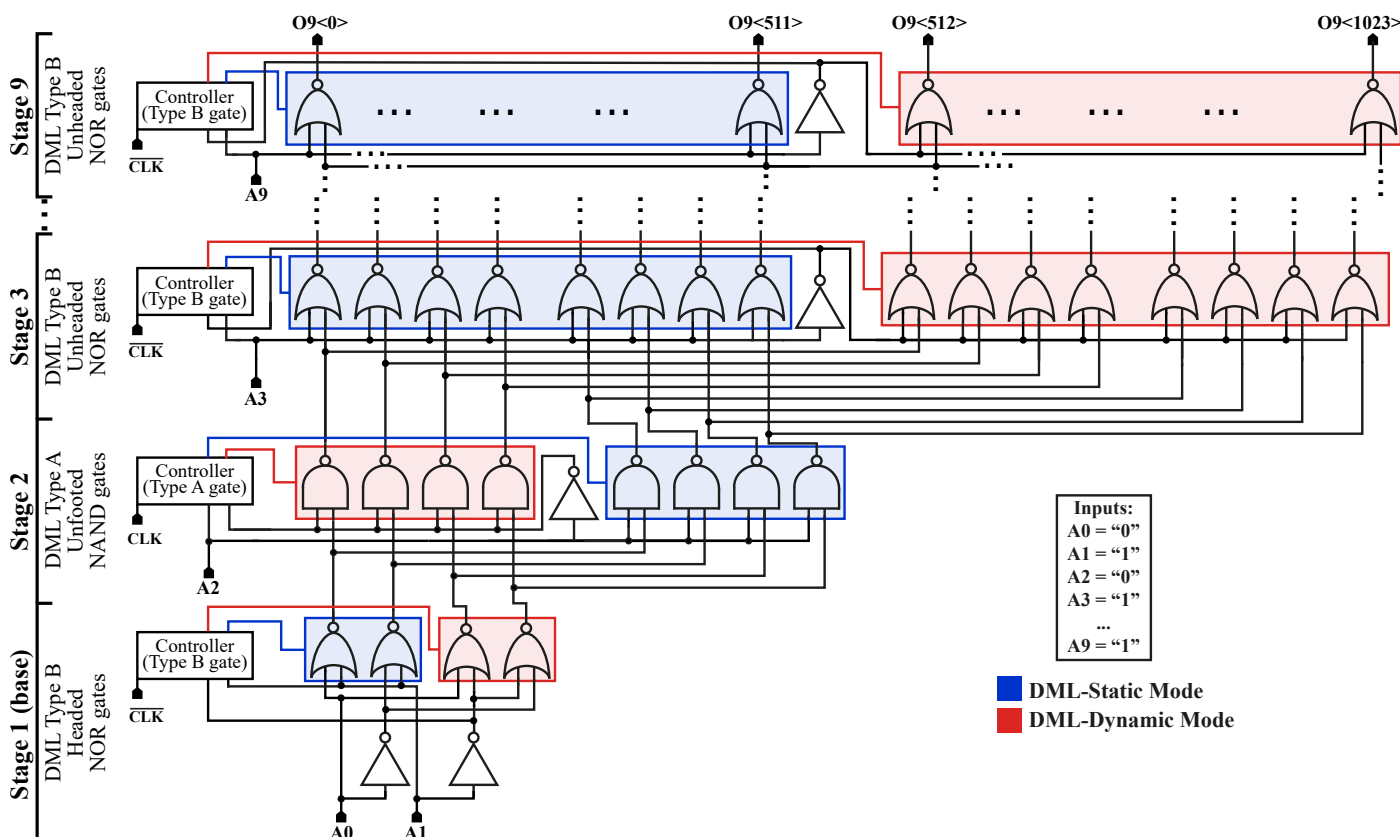 O9<0>
O9<511>
O9<512>
O9<1023>
Stage 9
DML Type B
Unheaded
NOR gates
Controller
(Type B gate)
CLK
A9
...
...
...
...
...
...
Stage 3
DML Type B
Unheaded
NOR gates
Controller
(Type B gate)
CLK
A3
Stage 2
DML Type A
Unfooted
NAND gates
Controller
(Type A gate)
CLK
A2
Stage 1 (base)
DML Type B
Headed
NOR gates
Controller
(Type B gate)
CLK
A0
A1
Inputs:
A0 = “0”
A1 = “1”
A2 = “0”
A3 = “1”
...
A9 = “1”
DML-Static Mode
DML-Dynamic Mode